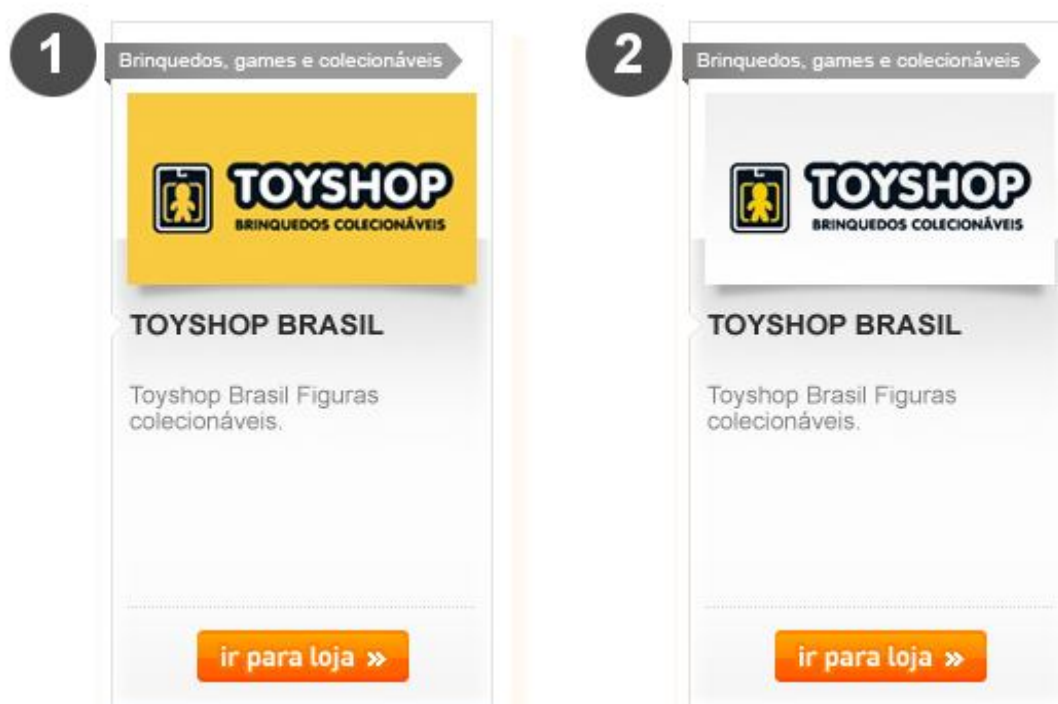 1
Brinquedos, games e colecionáveis
TOYSHOP
BRINQUEDOS COLECIONÁVEIS
TOYSHOP BRASIL
Toyshop Brasil Figuras
colecionáveis.
ir para loja »
2
Brinquedos, games e colecionáveis
TOYSHOP
BRINQUEDOS COLECIONÁVEIS
TOYSHOP BRASIL
Toyshop Brasil Figuras
colecionáveis.
ir para loja »